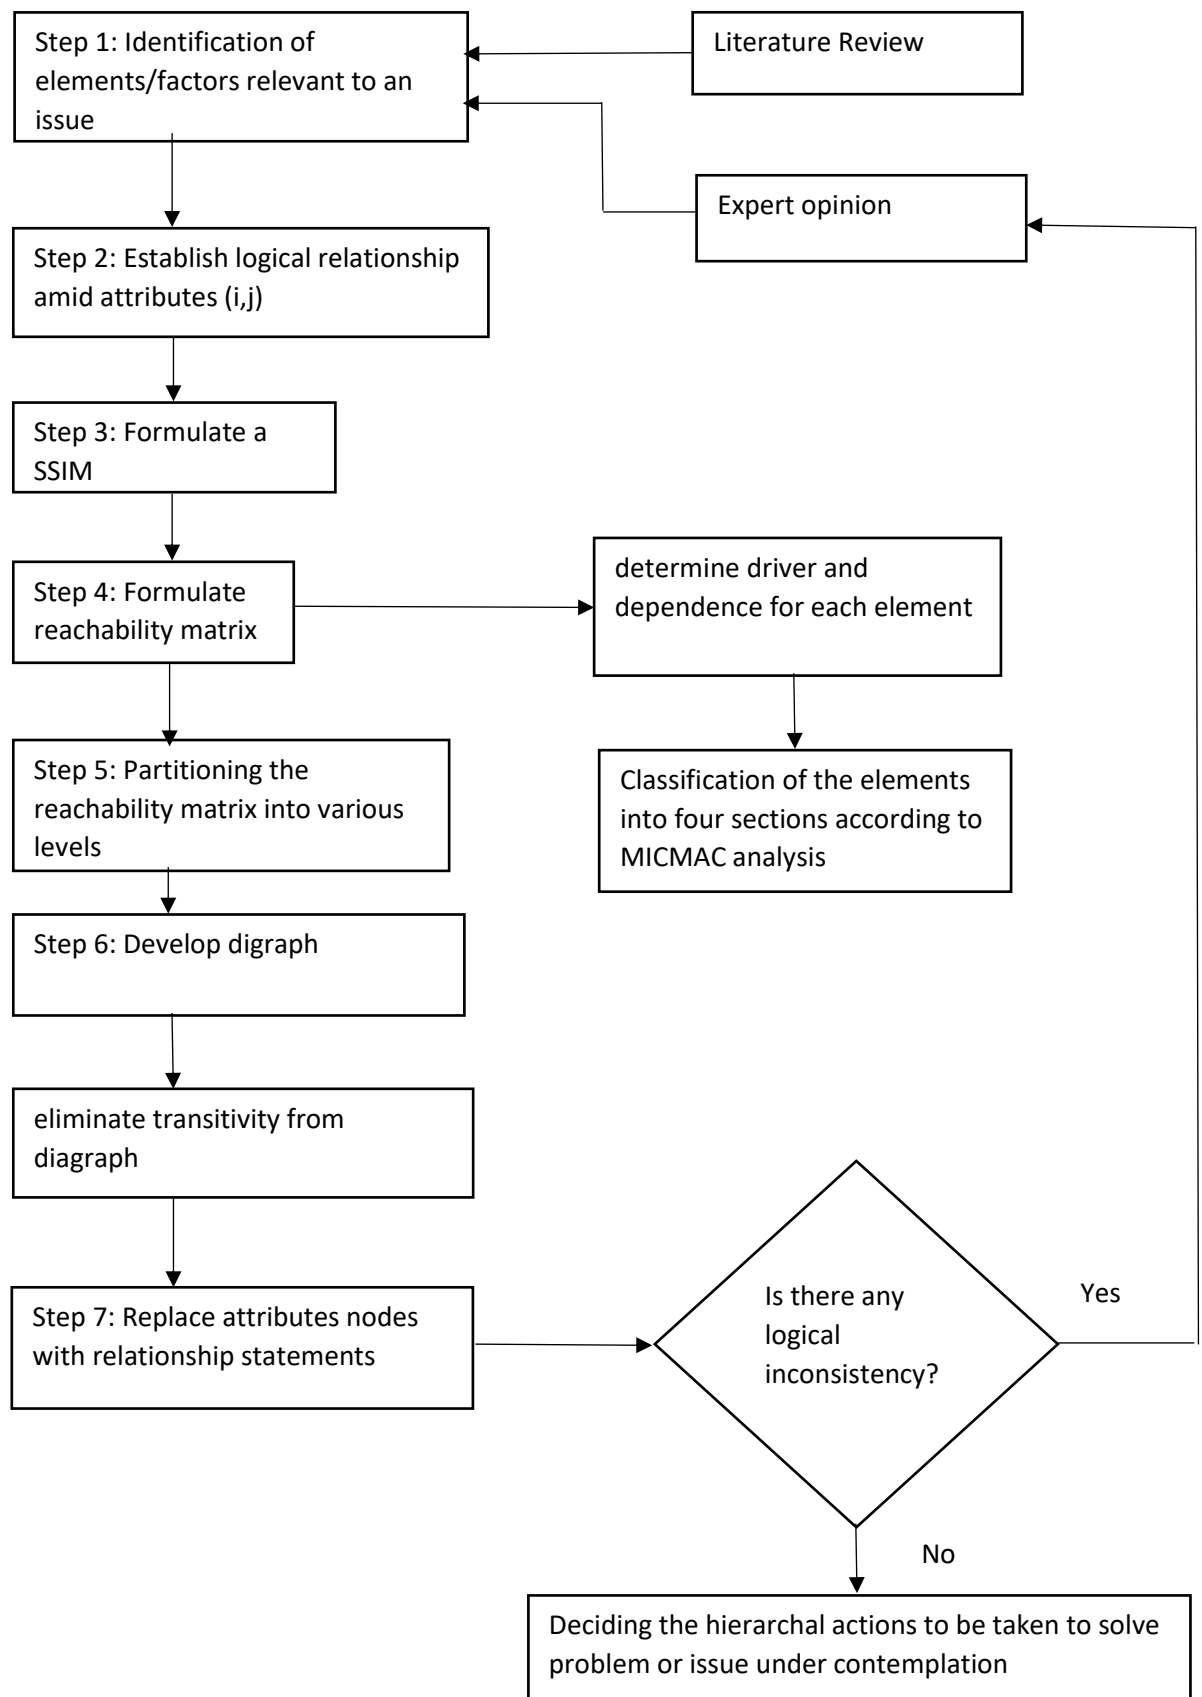 Step 1: Identification of
elements/factors relevant to an
issue
Literature Review
Expert opinion
Step 2: Establish logical relationship
amid attributes (i,j)
Step 3: Formulate a
SSIM
Step 4: Formulate
reachability matrix
determine driver and
dependence for each element
Step 5: Partitioning the
reachability matrix into various
levels
Classification of the elements
into four sections according to
MICMAC analysis
Step 6: Develop digraph
eliminate transitivity from
diagraph
Step 7: Replace attributes nodes
with relationship statements
Is there any
logical
inconsistency?
Yes
No
Deciding the hierarchal actions to be taken to solve
problem or issue under contemplation